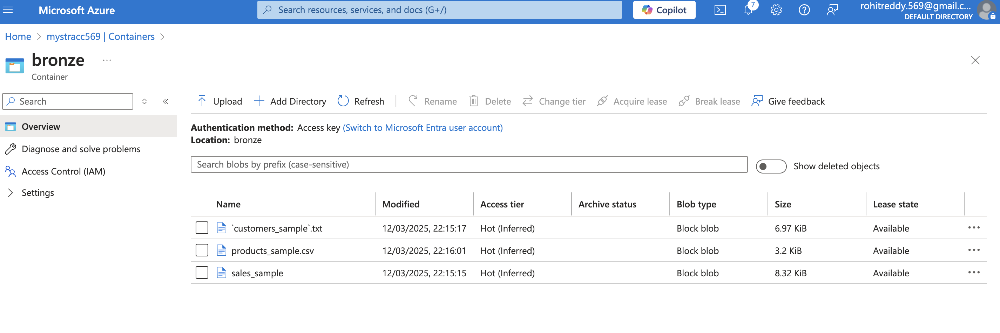 Microsoft Azure
Search resources, services, and docs (G+/)
Copilot
7
rohitreddy.569@gmail.c...
DEFAULT DIRECTORY
Home > mystracc569 | Containers >
bronze ...
Container
Search
Overview
Diagnose and solve problems
Access Control (IAM)
Settings
Upload Add Directory Refresh Rename Delete Change tier Acquire lease Break lease Give feedback
Authentication method: Access key (Switch to Microsoft Entra user account)
Location: bronze
Search blobs by prefix (case-sensitive)
Show deleted objects
Name Modified Access tier Archive status Blob type Size Lease state
`customers_sample`.txt 12/03/2025, 22:15:17 Hot (Inferred) Block blob 6.97 KiB Available ...
products_sample.csv 12/03/2025, 22:16:01 Hot (Inferred) Block blob 3.2 KiB Available ...
sales_sample 12/03/2025, 22:15:15 Hot (Inferred) Block blob 8.32 KiB Available ...